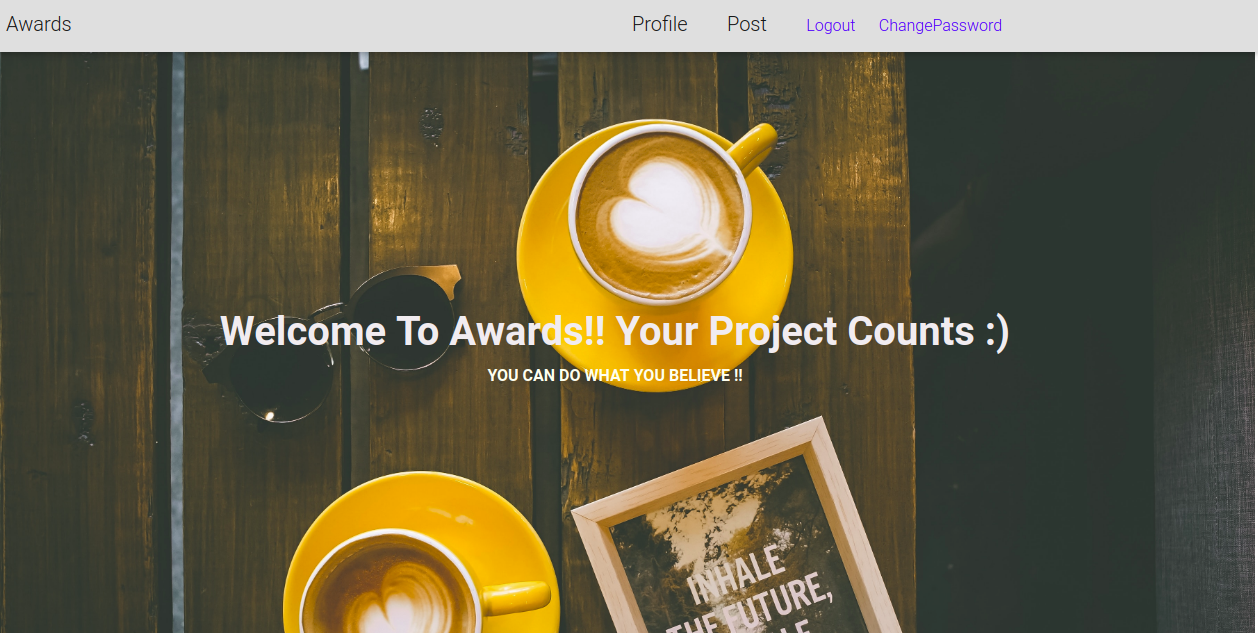 Awards Profile Post Logout ChangePassword
Welcome To Awards!! Your Project Counts :)
YOU CAN DO WHAT YOU BELIEVE !!
INHALE
THE FUTURE,